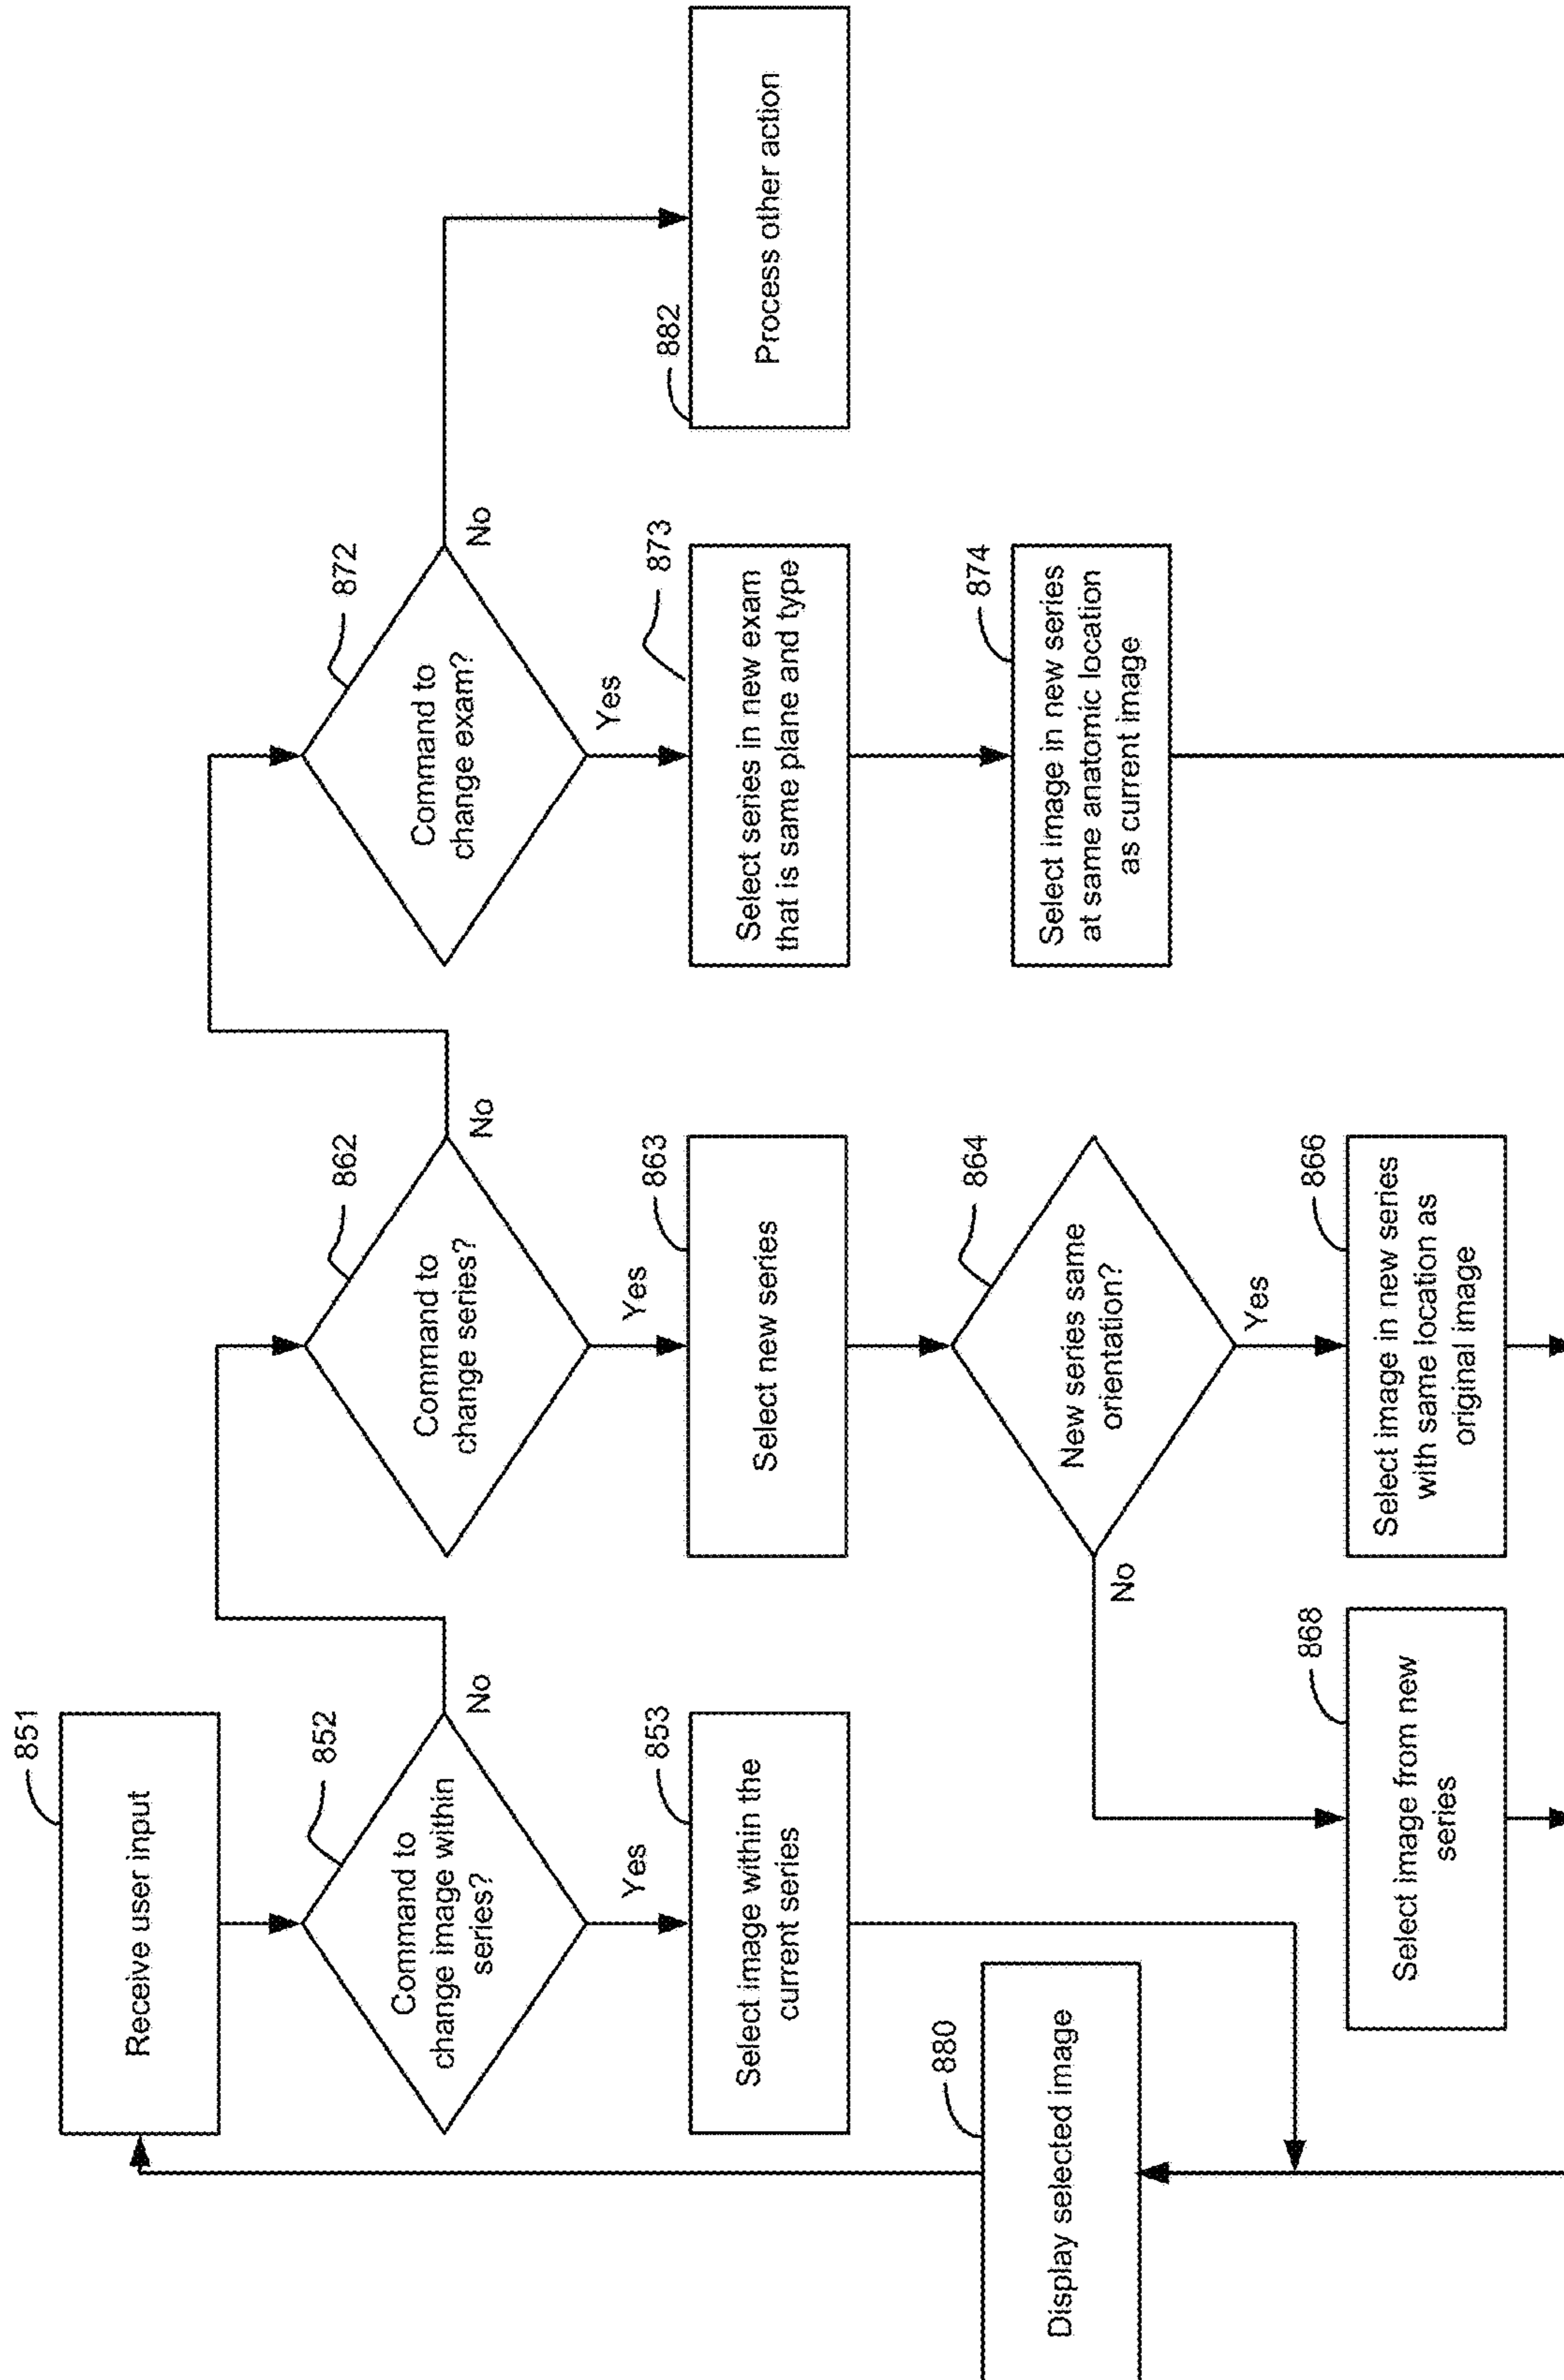 851
Receive user input
852
Command to
change image within
series?
No
Yes
853
Select image within the
current series
880
Display selected image
862
Command to
change series?
No
Yes
863
Select new series
864
New series same
orientation?
No
Yes
868
Select image from new
series
866
Select image in new series
with same location as
original image
872
Command to
change exam?
No
Yes
873
Select series in new exam
that is same plane and type
874
Select image in new series
at same anatomic location
as current image
882
Process other action